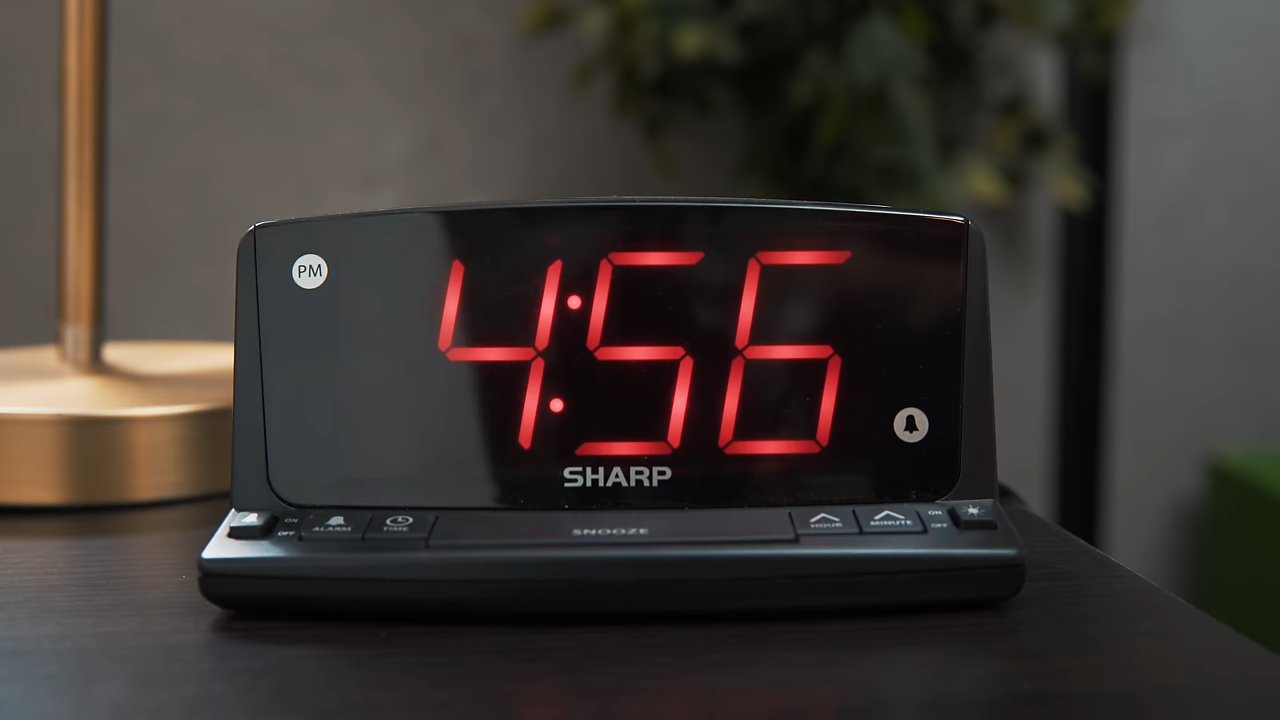 PM
4:56
SHARP
ON
OFF
ALARM
TIME
SNOOZE
HOUR
MINUTE
ON
OFF